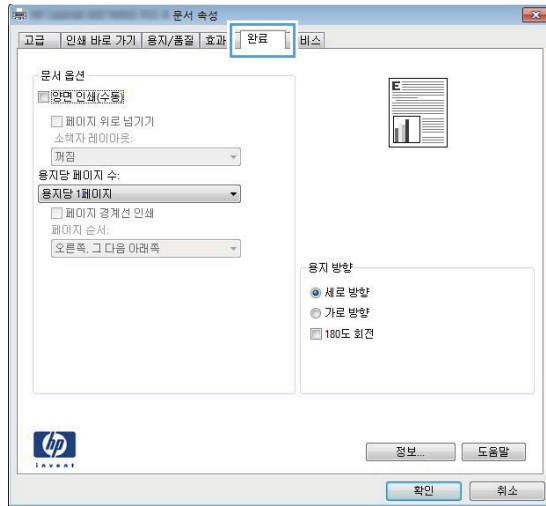 문서 속성
고급 인쇄 바로 가기 용지/품질 효과 완료 비스
문서 옵션
양면 인쇄(수동)
페이지 위로 넘기기
소책자 레이아웃:
꺼짐
용지당 페이지 수:
용지당 1페이지
페이지 경계선 인쇄
페이지 순서:
오른쪽, 그 다음 아래쪽
E
용지 방향
세로 방향
가로 방향
180도 회전
hp
invent
정보... 도움말
확인 취소